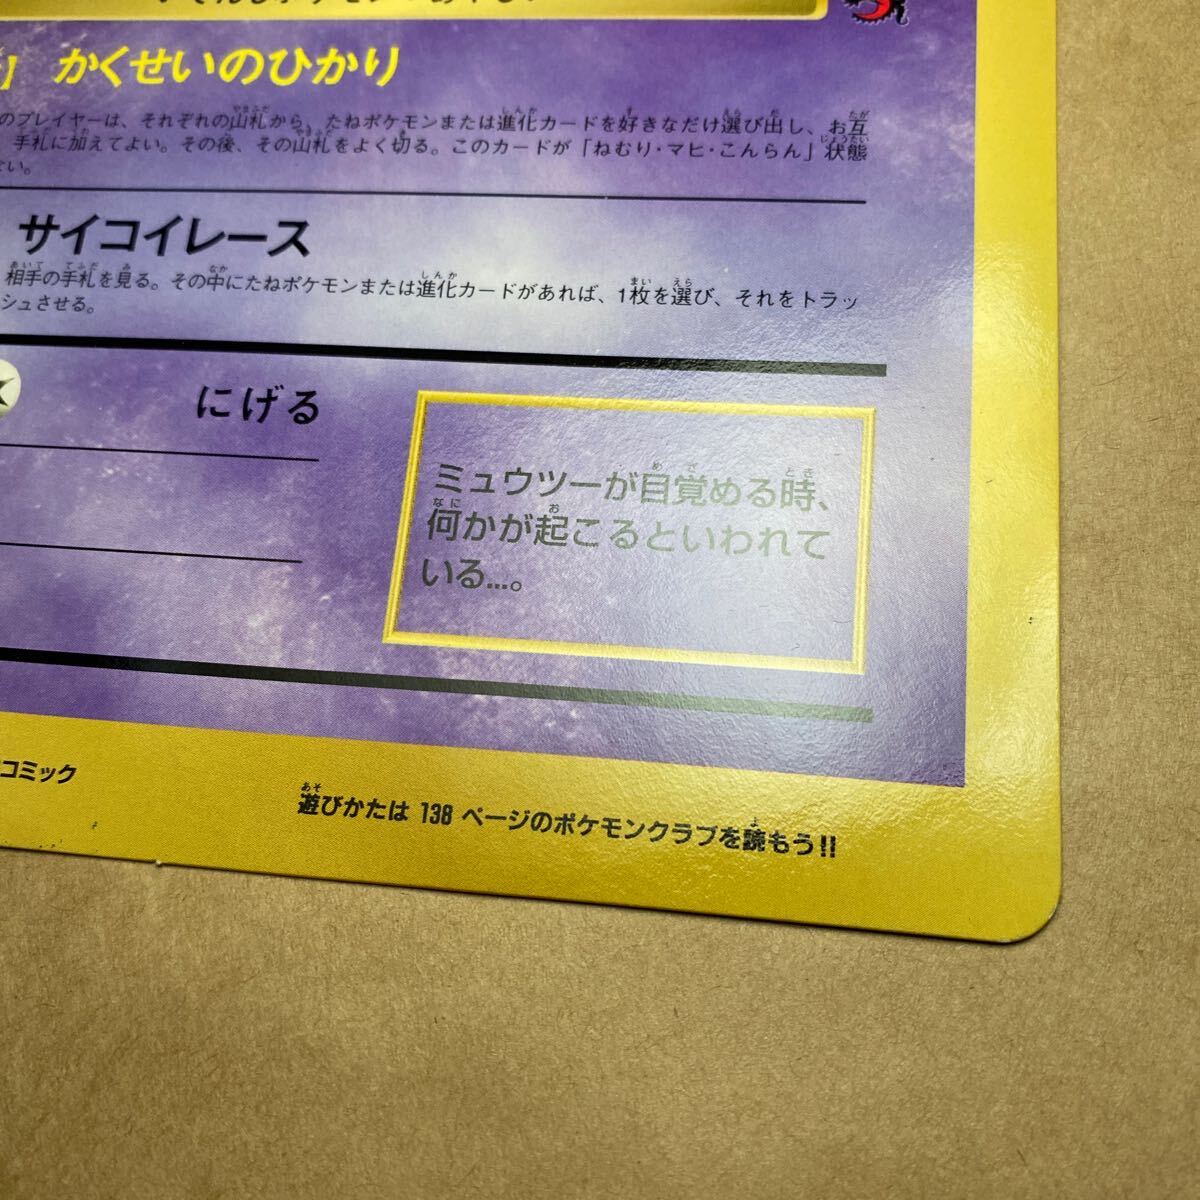 かくせいのひかり
のプレイヤーは、それぞれの山札から、たねポケモンまたは進化カードを好きなだけ選び出し、お互
手札に加えてよい。その後、その山札をよく切る。このカードが「ねむり・マヒ・こんらん」状態
い。
サイコイレース
相手の手札を見る。その中にたねポケモンまたは進化カードがあれば、1枚を選び、それをトラッ
シュさせる。
にげる
ミュウツーが目覚める時、
何かが起こるといわれて
いる…。
コミック
遊びかたは 138 ページのポケモンクラブを読もう!!